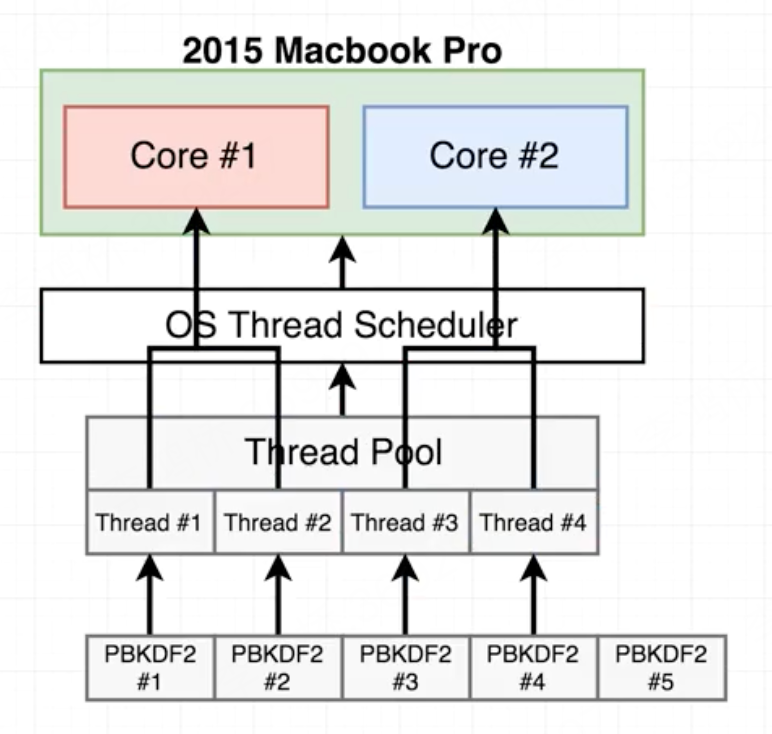 2015 Macbook Pro
Core #1
Core #2
OS Thread Scheduler
Thread Pool
Thread #1
Thread #2
Thread #3
Thread #4
PBKDF2
#1
PBKDF2
#2
PBKDF2
#3
PBKDF2
#4
PBKDF2
#5